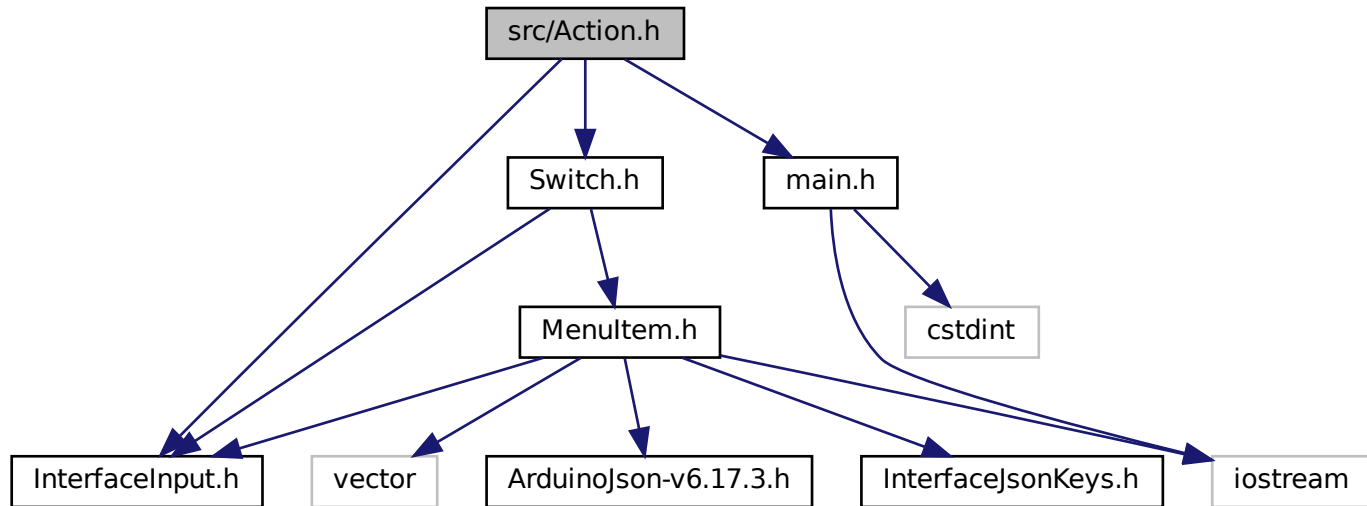 src/Action.h
Switch.h
main.h
MenuItem.h
cstdint
InterfaceInput.h
vector
ArduinoJson-v6.17.3.h
InterfaceJsonKeys.h
iostream